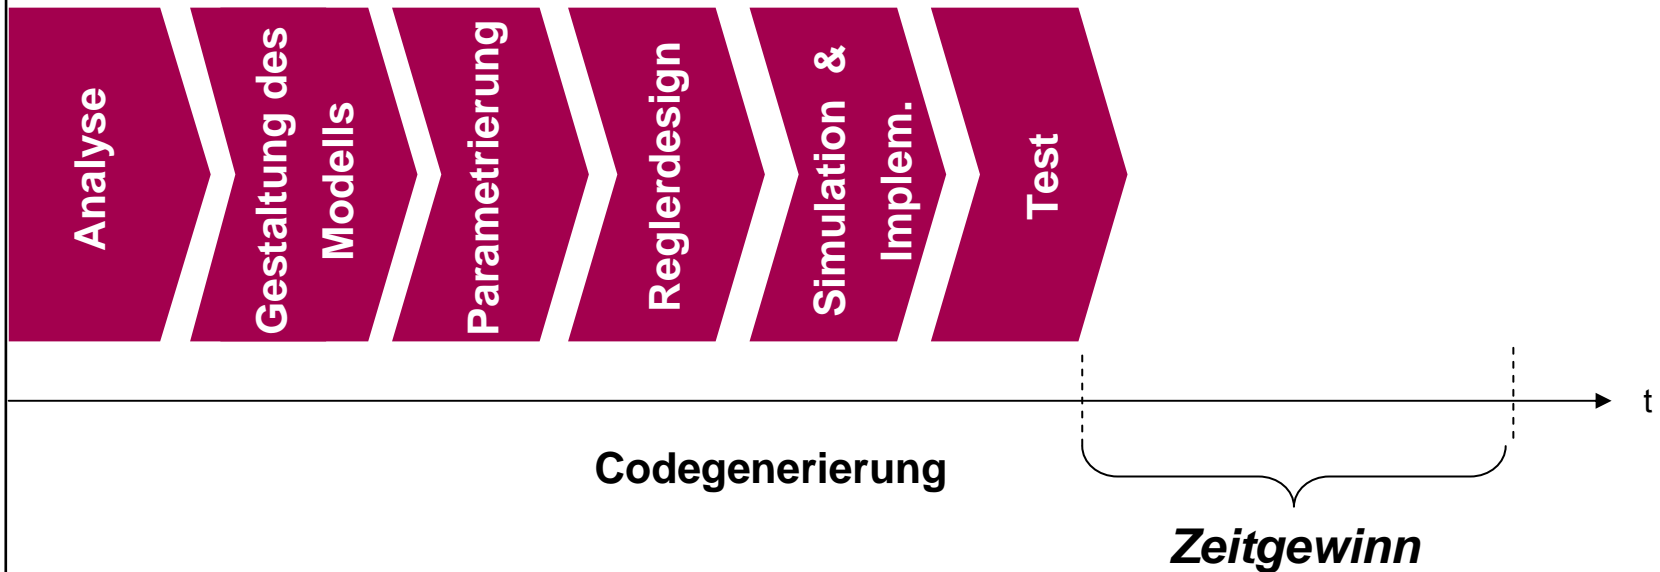 Analyse
Gestaltung des
Modells
Parametrierung
Reglerdesign
Simulation &
Implem.
Test
t
Codegenerierung
Zeitgewinn